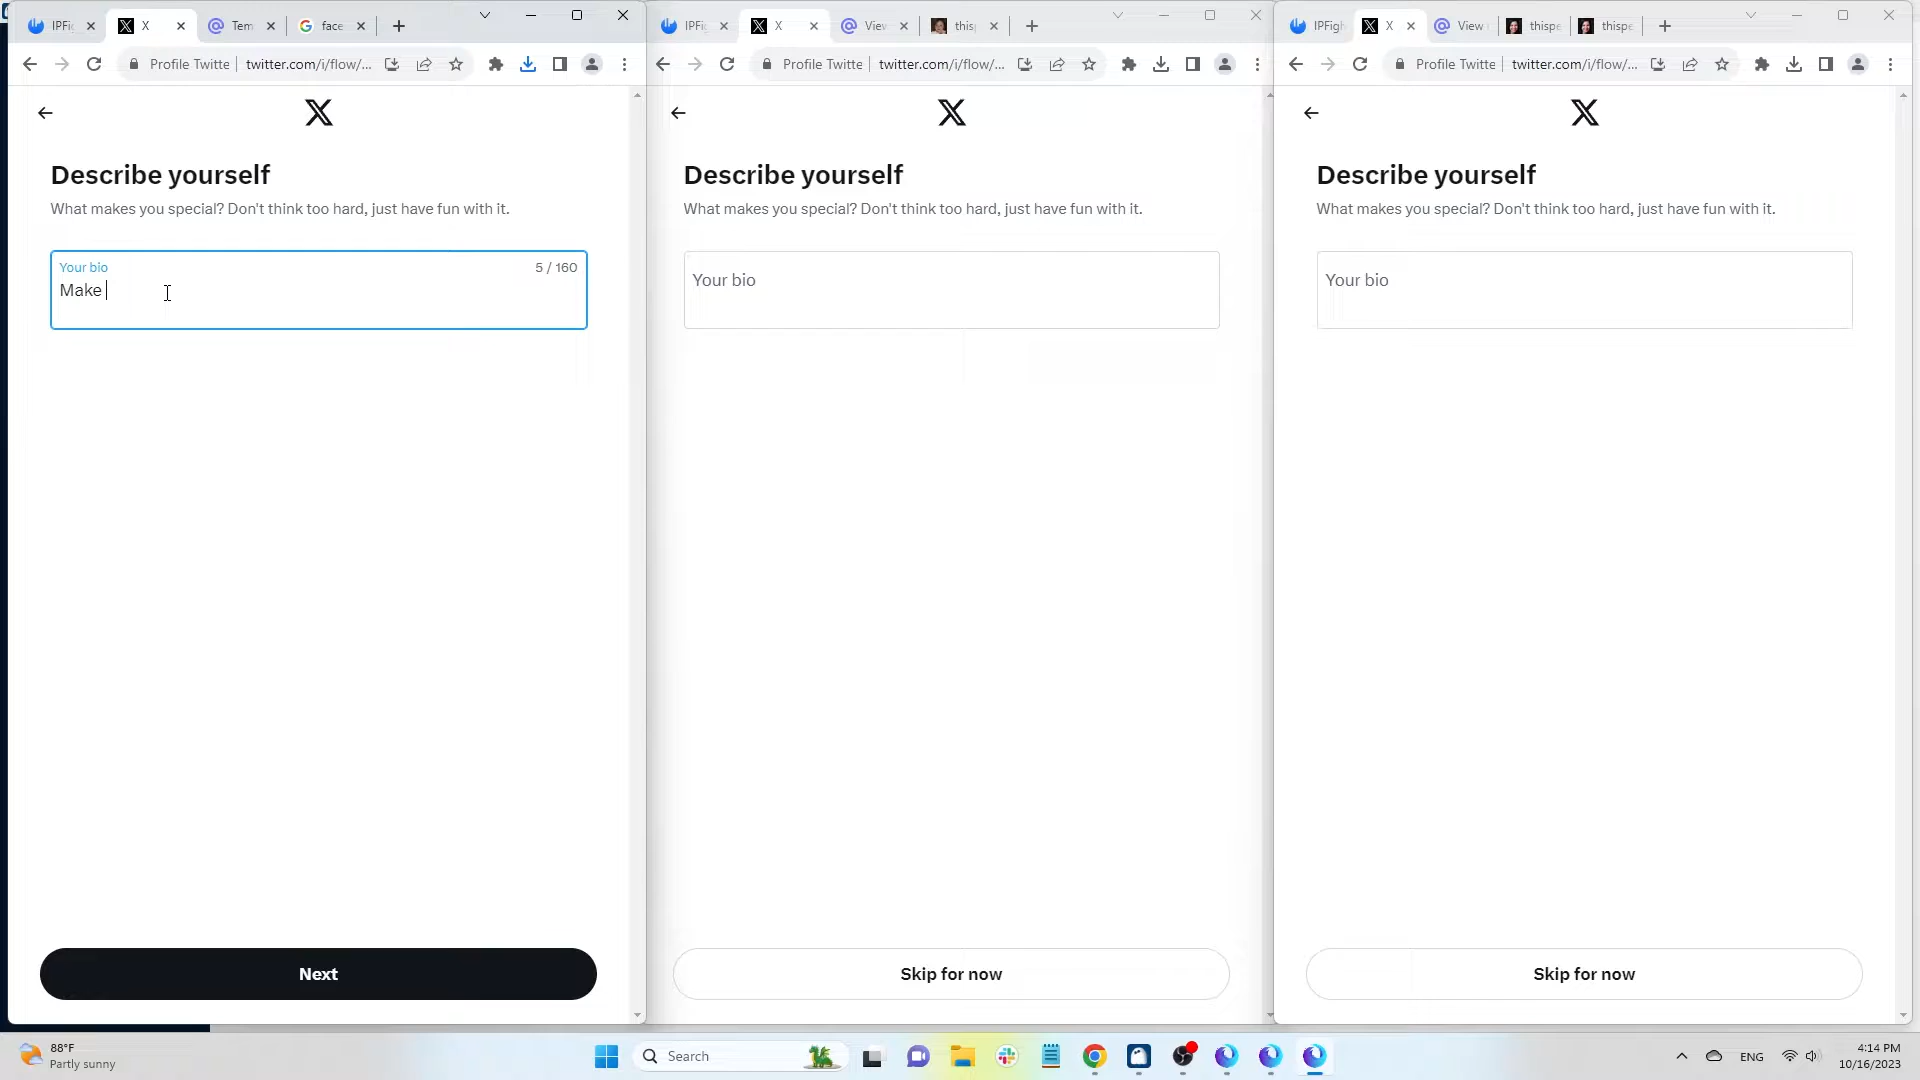 IPFig
X
Tem
face
Profile Twitte
twitter.com/i/flow/...
Describe yourself
What makes you special? Don't think too hard, just have fun with it.
Your bio
5 / 160
Make
Next
IPFig
X
View
this
Profile Twitte
twitter.com/i/flow/...
Describe yourself
What makes you special? Don't think too hard, just have fun with it.
Your bio
Skip for now
IPFigh
X
View
thispe
thispe
Profile Twitte
twitter.com/i/flow/...
Describe yourself
What makes you special? Don't think too hard, just have fun with it.
Your bio
Skip for now
88°F
Partly sunny
Search
ENG
4:14 PM
10/16/2023